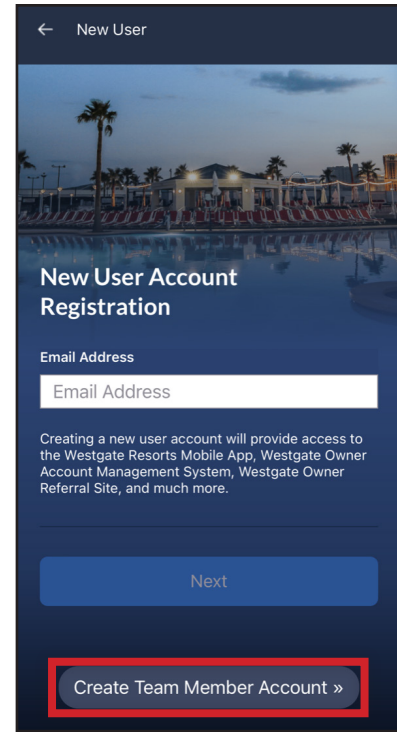 ← New User
New User Account
Registration
Email Address
Email Address
Creating a new user account will provide access to
the Westgate Resorts Mobile App, Westgate Owner
Account Management System, Westgate Owner
Referral Site, and much more.
Next
Create Team Member Account »